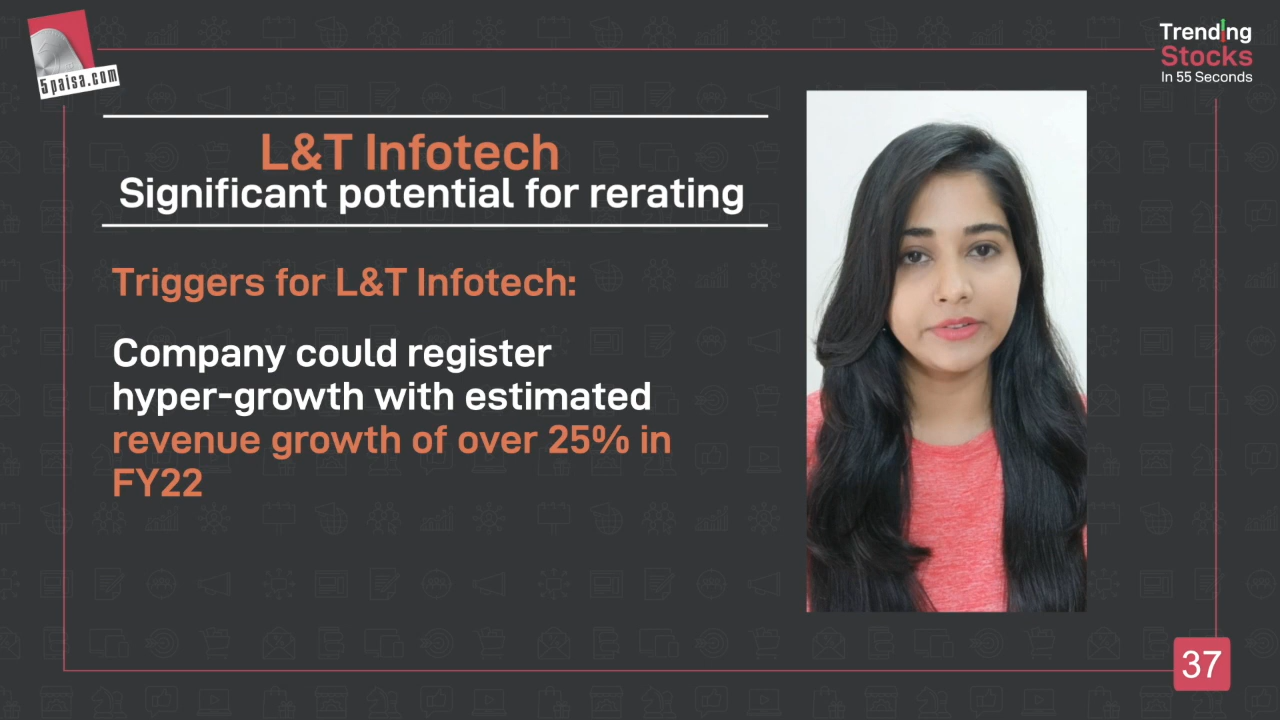 5paisa.com
Trending
Stocks
In 55 Seconds
L&T Infotech
Significant potential for rerating
Triggers for L&T Infotech:
Company could register
hyper-growth with estimated
revenue growth of over 25% in
FY22
37